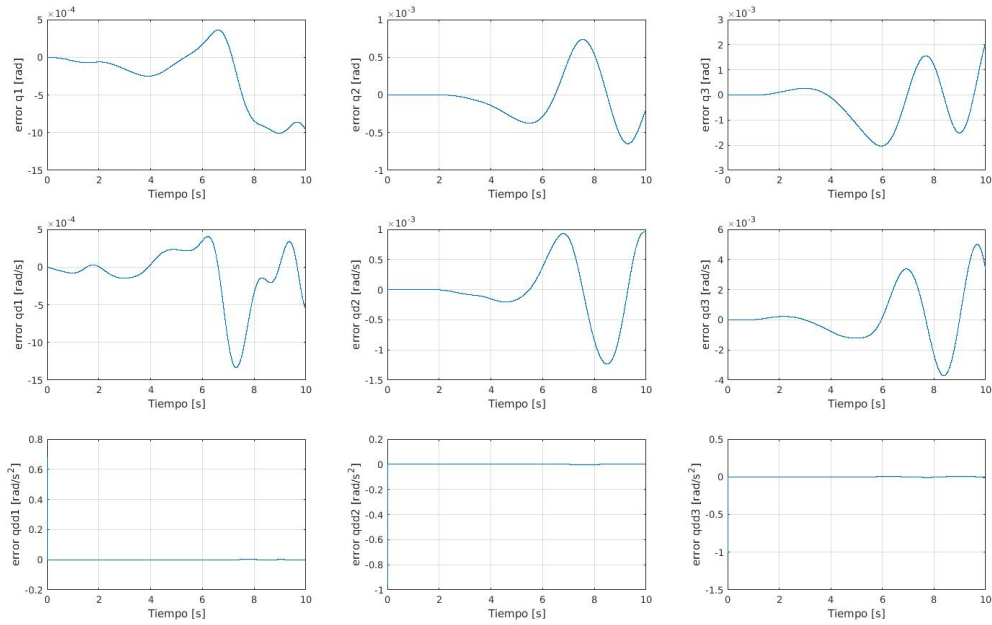 ×10⁻⁴
5
0
-5
-10
-15
error q1 [rad]
0 2 4 6 8 10
Tiempo [s]
×10⁻³
1
0.5
0
-0.5
-1
error q2 [rad]
0 2 4 6 8 10
Tiempo [s]
×10⁻³
3
2
1
0
-1
-2
-3
error q3 [rad]
0 2 4 6 8 10
Tiempo [s]
×10⁻⁴
5
0
-5
-10
-15
error qd1 [rad/s]
0 2 4 6 8 10
Tiempo [s]
×10⁻³
1
0.5
0
-0.5
-1
-1.5
error qd2 [rad/s]
0 2 4 6 8 10
Tiempo [s]
×10⁻³
6
4
2
0
-2
-4
error qd3 [rad/s]
0 2 4 6 8 10
Tiempo [s]
0.8
0.6
0.4
0.2
0
-0.2
error qdd1 [rad/s²]
0 2 4 6 8 10
Tiempo [s]
0.2
0
-0.2
-0.4
-0.6
-0.8
-1
error qdd2 [rad/s²]
0 2 4 6 8 10
Tiempo [s]
0.5
0
-0.5
-1
-1.5
error qdd3 [rad/s²]
0 2 4 6 8 10
Tiempo [s]